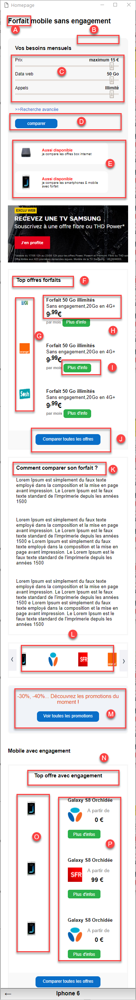 Homepage
Forfait mobile sans engagement
A
B
Vos besoins mensuels
Prix maximum 15 €
C
Data web 50 Go
Appels Illimité
>>Recherche avancée
comparer
D
Aussi disponible
je compare les offres box internet
E
Aussi disponible
je compare les smartphones & mobile
avec forfait
EXCLU WEB
RECEVEZ UNE TV SAMSUNG
Souscrivez à une offre fibre ou THD Power*
J'en profite
Valable du 17/05 12h au 23/05 12h pour les offres Power, Power+ et Premium Fibre ou THD
Offre limitée aux 423 premières demandes reçues. Modèle de la TV Samsung : UE24H4003.
Top offres forfaits
F
B.YOU
Forfait 50 Go illimités
Sans engagement,20Go en 4G+
9,99€
par mois Plus d'info
H
G
orange
Forfait 50 Go illimités
Sans engagement,20Go en 4G+
9,99€
par mois Plus d'info
I
Sosh
Forfait 50 Go illimités
Sans engagement,20Go en 4G+
9,99€
par mois Plus d'info
Comparer toutes les offres
J
Comment comparer son forfait ?
K
Lorem Ipsum est simplement du faux texte
employé dans la composition et la mise en page
avant impression. Le Lorem Ipsum est le faux
texte standard de l'imprimerie depuis les années
1500
Lorem Ipsum est simplement du faux texte
employé dans la composition et la mise en page
avant impression. Le Lorem Ipsum est le faux
texte standard de l'imprimerie depuis les années
1500 e Lorem Ipsum est simplement du faux
texte employé dans la composition et la mise en
page avant impression. Le Lorem Ipsum est le
faux texte standard de l'imprimerie depuis les
années 1500
Lorem Ipsum est simplement du faux texte
employé dans la composition et la mise en page
avant impression. Le Lorem Ipsum est le faux
texte standard de l'imprimerie depuis les années
1500 e Lorem Ipsum est simplement du faux
texte employé dans la composition et la mise en
page avant impression. Le Lorem Ipsum est le
faux texte standard de l'imprimerie depuis les
années 1500
L
SFR
orange
-30%, -40%... Découvrez les promotions du
moment !
Voir toutes les promotions
M
Mobile avec engagement
N
Top offre avec engagement
Galaxy S8 Orchidée
A partir de
0 €
Plus d'infos
O
P
Galaxy S8 Orchidée
SFR
A partir de
99 €
Plus d'infos
Galaxy S8 Orchidée
A partir de
0 €
Plus d'infos
Comparer toutes les offres
Iphone 6